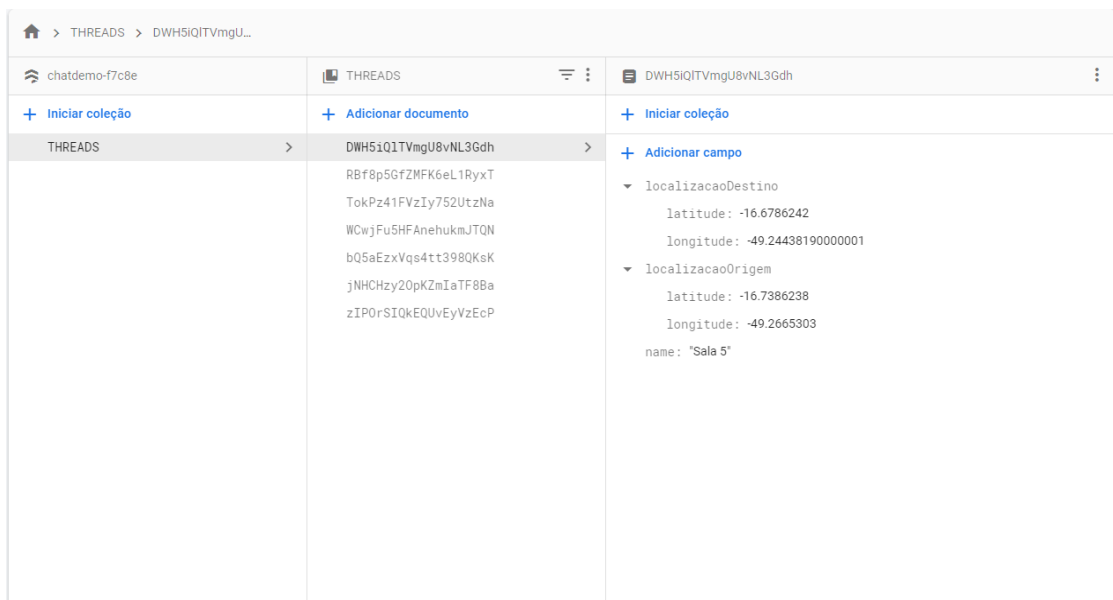 THREADS > DWH5iQlTVmgU...
chatdemo-f7c8e
Iniciar coleção
THREADS
THREADS
Adicionar documento
DWH5iQlTVmgU8vNL3Gdh
RBf8p5GfZMFK6eL1RyxT
TokPz41FVzIy752UtzNa
WCwjFu5HFAnehukmJTQN
bQ5aEzxVqs4tt398QKsK
jNHCHzy2OpKZmIaTF8Ba
zIPOrSIQkEQUvEyVzEcP
DWH5iQlTVmgU8vNL3Gdh
Iniciar coleção
Adicionar campo
localizacaoDestino
latitude: -16.6786242
longitude: -49.24438190000001
localizacaoOrigem
latitude: -16.7386238
longitude: -49.2665303
name: "Sala 5"